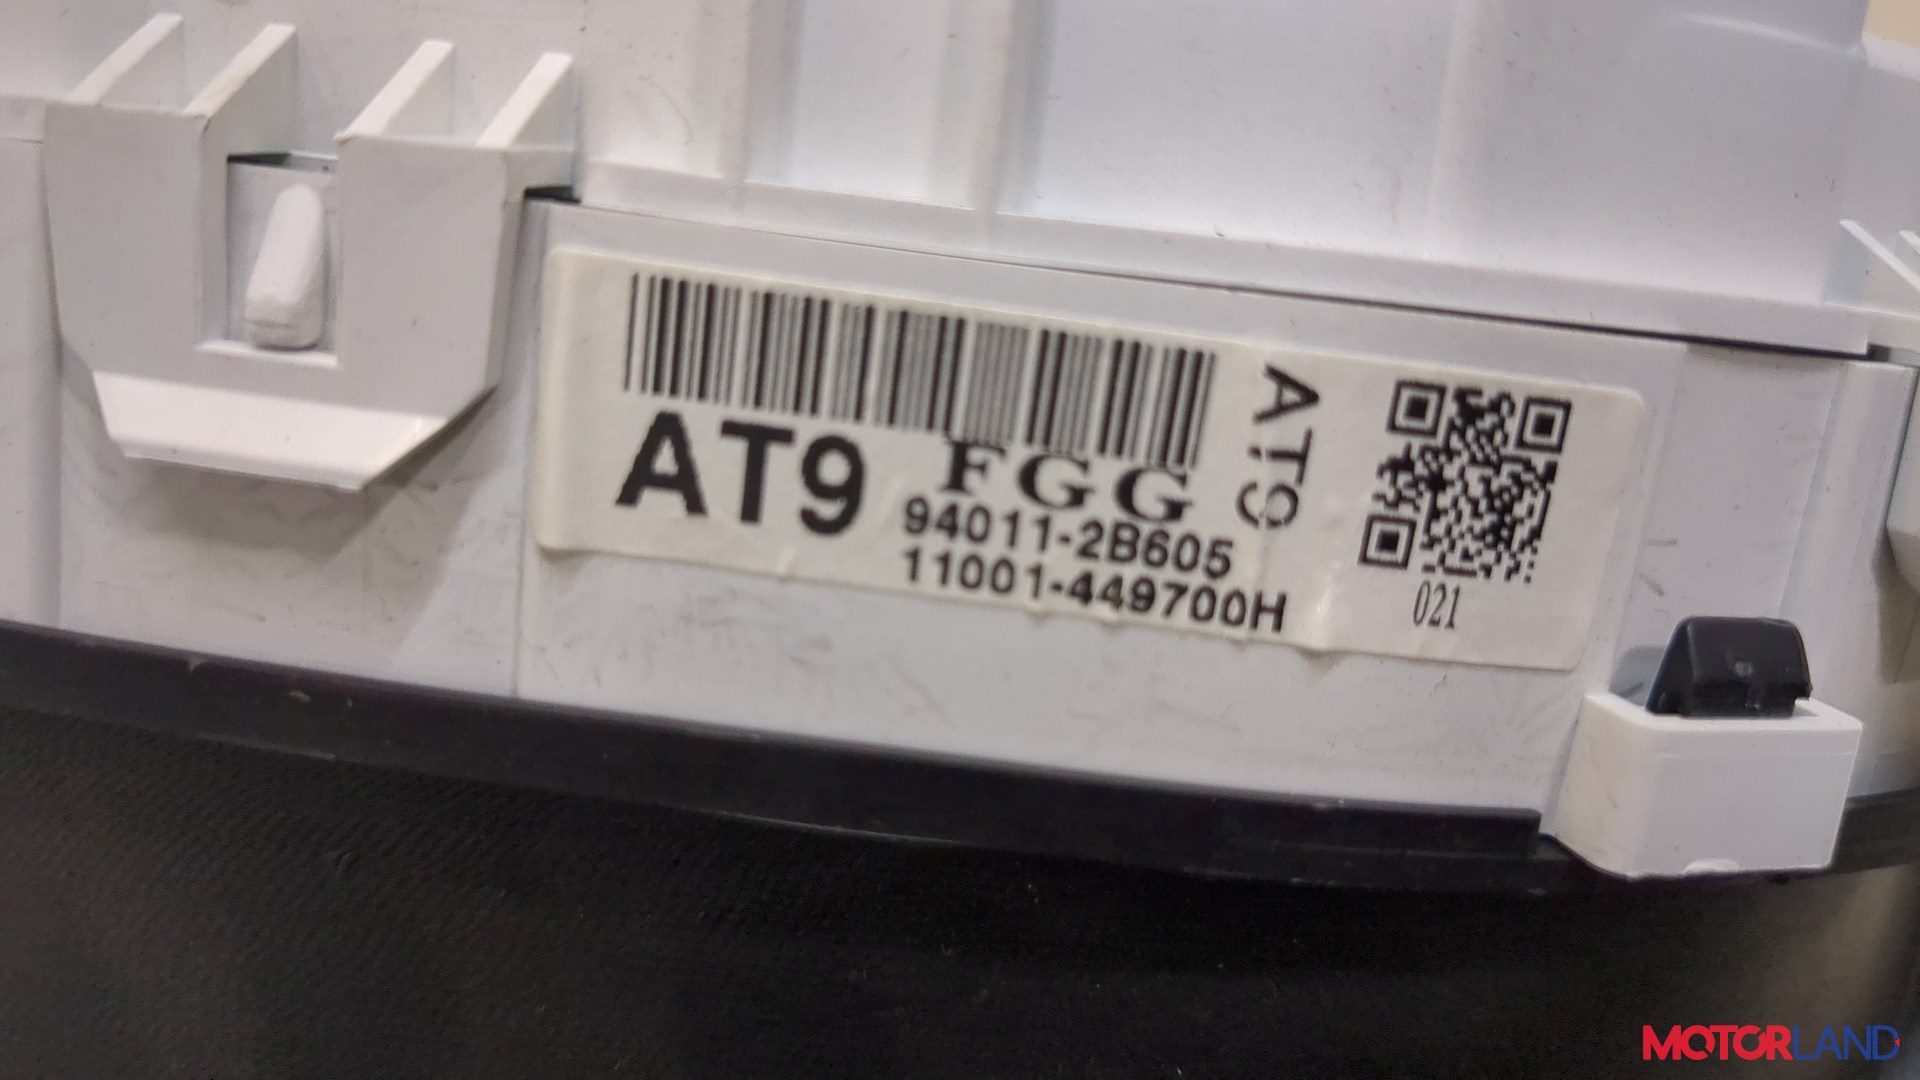 AT9
FGG
94011-2B605
11001-449700H
AT9
021
MOTORLAND